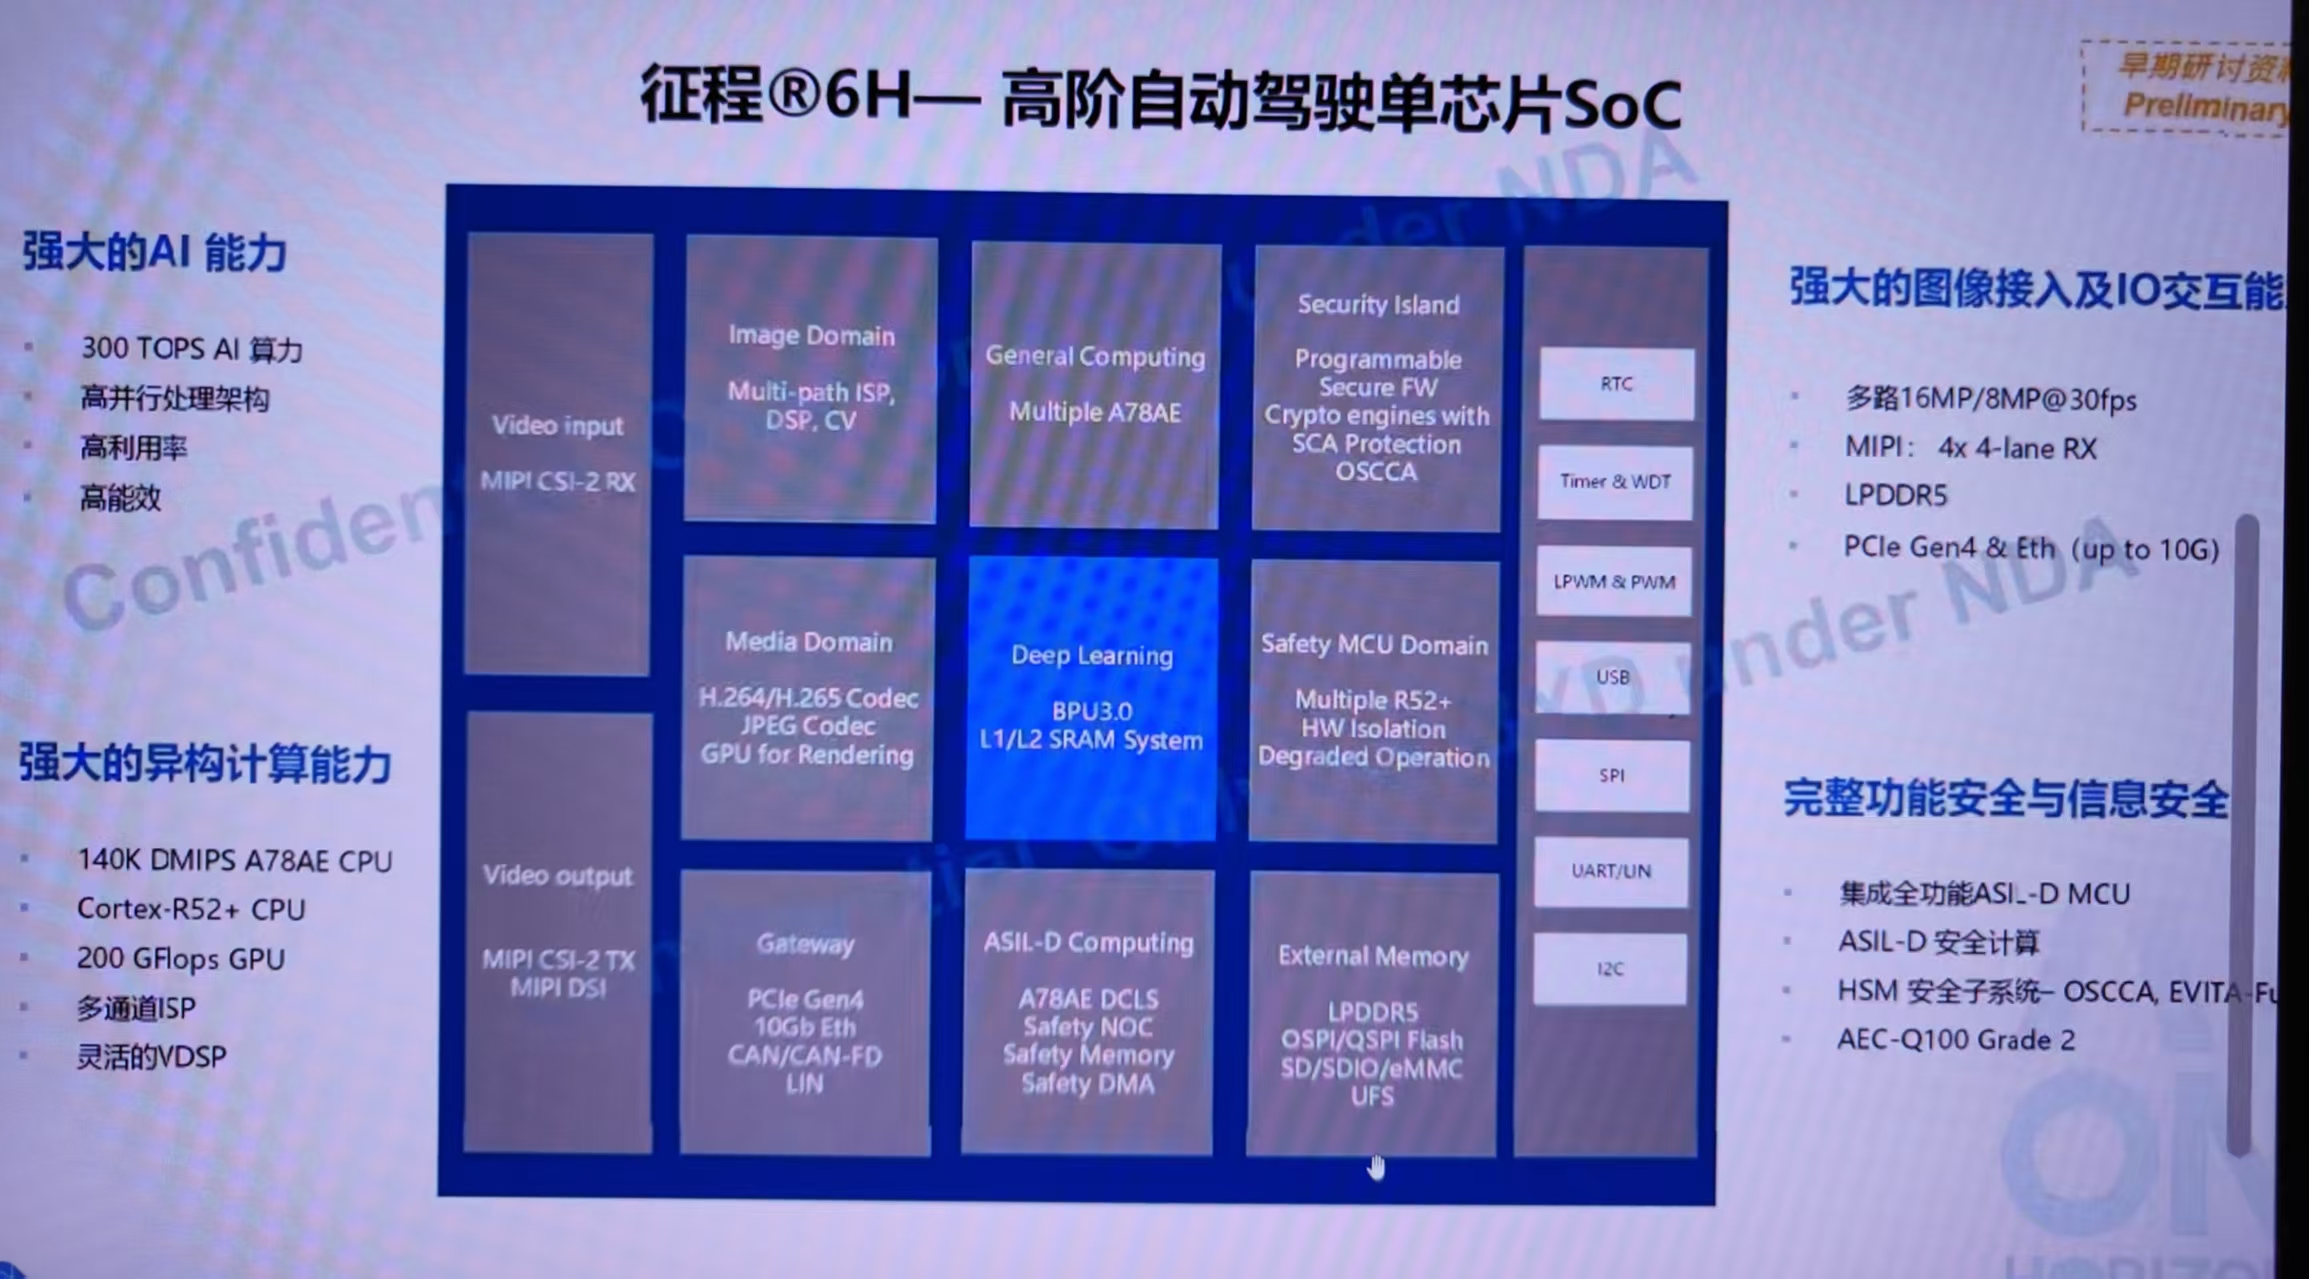 征程®6H— 高阶自动驾驶单芯片SoC
早期研讨资料
Preliminary
强大的AI 能力
300 TOPS AI 算力
高并行处理架构
高利用率
高能效
强大的异构计算能力
140K DMIPS A78AE CPU
Cortex-R52+ CPU
200 GFlops GPU
多通道ISP
灵活的VDSP
Video input
MIPI CSI-2 RX
Video output
MIPI CSI-2 TX
MIPI DSI
Image Domain
Multi-path ISP,
DSP, CV
General Computing
Multiple A78AE
Security Island
Programmable
Secure FW
Crypto engines with
SCA Protection
OSCCA
Media Domain
H.264/H.265 Codec
JPEG Codec
GPU for Rendering
Deep Learning
BPU3.0
L1/L2 SRAM System
Safety MCU Domain
Multiple R52+
HW Isolation
Degraded Operation
Gateway
PCIe Gen4
10Gb Eth
CAN/CAN-FD
LIN
ASIL-D Computing
A78AE DCLS
Safety NOC
Safety Memory
Safety DMA
External Memory
LPDDR5
OSPI/QSPI Flash
SD/SDIO/eMMC
UFS
RTC
Timer & WDT
LPWM & PWM
USB
SPI
UART/LIN
I2C
强大的图像接入及IO交互能
多路16MP/8MP@30fps
MIPI： 4x 4-lane RX
LPDDR5
PCIe Gen4 & Eth (up to 10G)
完整功能安全与信息安全
集成全功能ASIL-D MCU
ASIL-D 安全计算
HSM 安全子系统– OSCCA, EVITA-Fu
AEC-Q100 Grade 2
Confiden
under NDA
under NDA